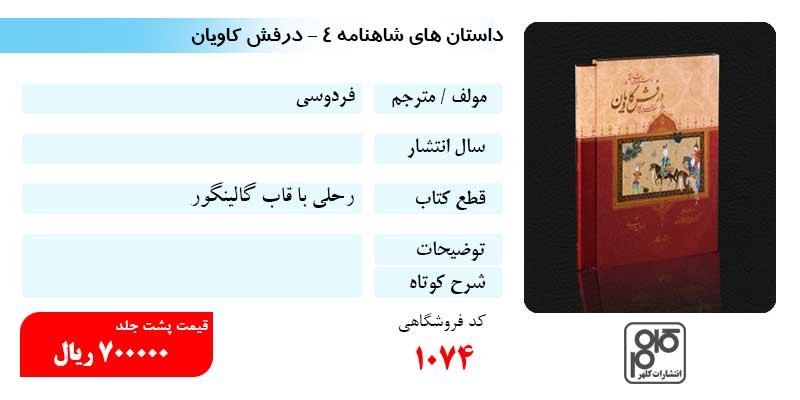 داستان های شاهنامه ٤ - درفش کاویان
مولف / مترجم
فردوسی
سال انتشار
قطع کتاب
رحلی با قاب گالینگور
توضیحات
شرح کوتاه
کد فروشگاهی
۱۰۷۴
قیمت پشت جلد
۷۰۰۰۰۰ ریال
درفش کاویان
انتشارات کلهر